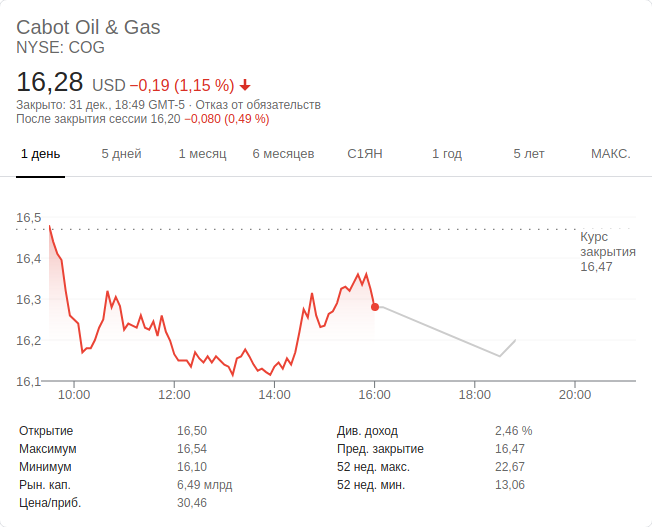 Cabot Oil & Gas
NYSE: COG
16,28 USD −0,19 (1,15 %)
Закрыто: 31 дек., 18:49 GMT-5 · Отказ от обязательств
После закрытия сессии 16,20 −0,080 (0,49 %)
1 день 5 дней 1 месяц 6 месяцев С1ЯН 1 год 5 лет МАКС.
16,5
16,4
16,3
16,2
16,1
Курс
закрытия
16,47
10:00 12:00 14:00 16:00 18:00 20:00
Открытие 16,50 Див. доход 2,46 %
Максимум 16,54 Пред. закрытие 16,47
Минимум 16,10 52 нед. макс. 22,67
Рын. кап. 6,49 млрд 52 нед. мин. 13,06
Цена/приб. 30,46